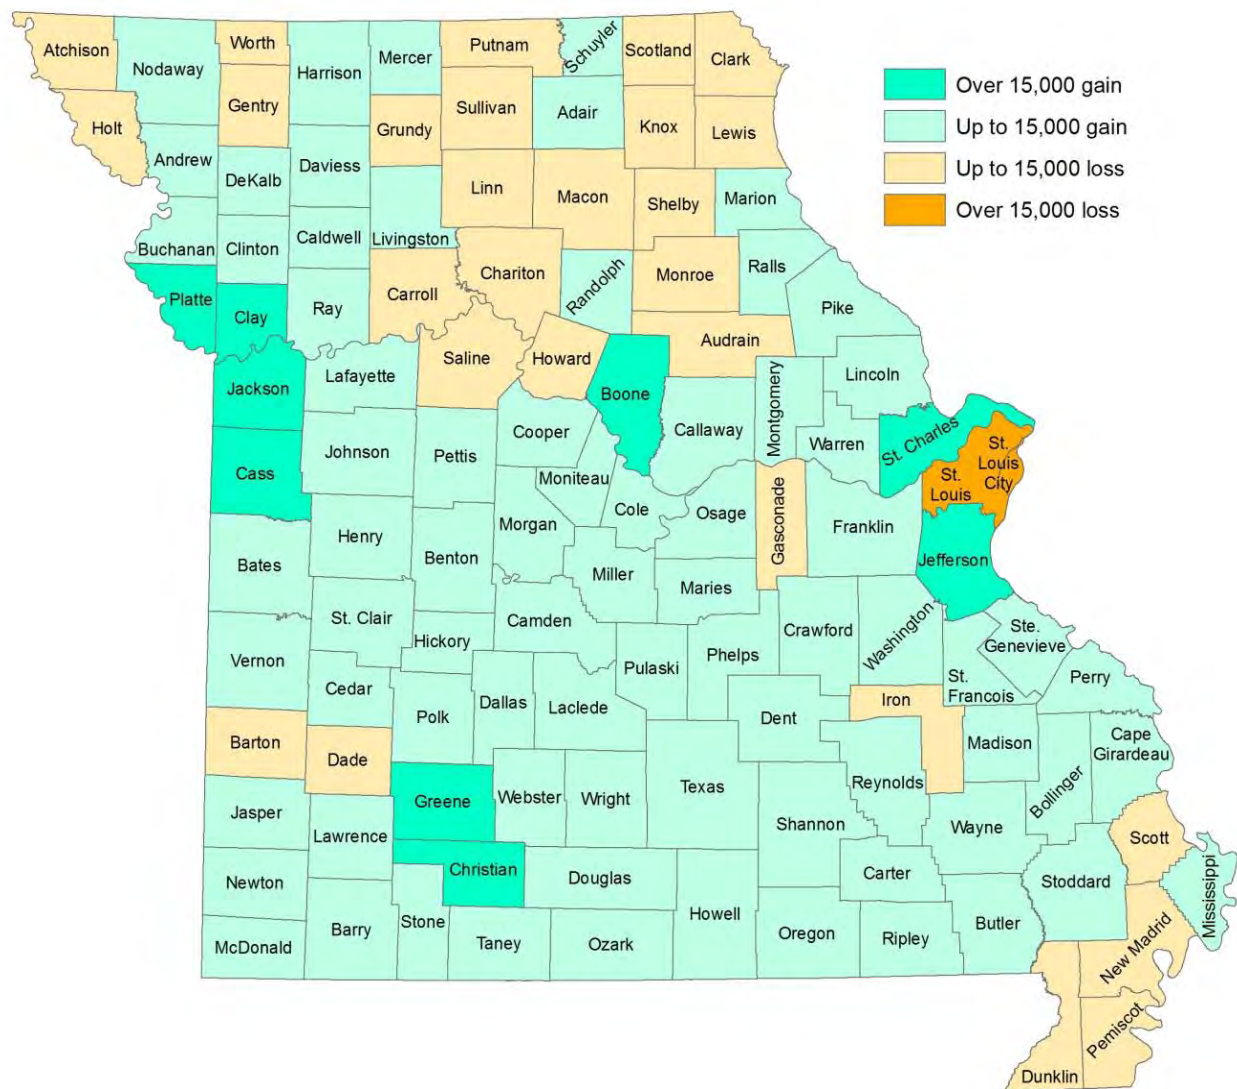 Atchison
Nodaway
Worth
Harrison
Mercer
Putnam
Schuyler
Scotland
Clark
Over 15,000 gain
Up to 15,000 gain
Up to 15,000 loss
Over 15,000 loss
Holt
Gentry
Grundy
Sullivan
Adair
Knox
Lewis
Andrew
DeKalb
Daviess
Linn
Macon
Shelby
Marion
Buchanan
Clinton
Caldwell
Livingston
Chariton
Randolph
Monroe
Ralls
Platte
Clay
Ray
Carroll
Pike
Audrain
Saline
Howard
Jackson
Lafayette
Boone
Lincoln
Montgomery
Cooper
Callaway
Warren
St. Charles
St.
Louis
City
St.
Louis
Cass
Johnson
Pettis
Moniteau
Cole
Osage
Gasconade
Franklin
Morgan
Henry
Benton
Bates
Miller
Maries
Jefferson
St. Clair
Camden
Hickory
Crawford
Washington
Ste.
Genevieve
Vernon
Cedar
Pulaski
Phelps
St.
Francois
Perry
Polk
Dallas
Laclede
Dent
Iron
Barton
Dade
Madison
Cape
Girardeau
Greene
Webster
Wright
Texas
Reynolds
Bollinger
Jasper
Lawrence
Shannon
Wayne
Scott
Christian
Newton
Douglas
Carter
Stoddard
Mississippi
McDonald
Barry
Stone
Taney
Ozark
Howell
Oregon
Ripley
Butler
New Madrid
Pemiscot
Dunklin